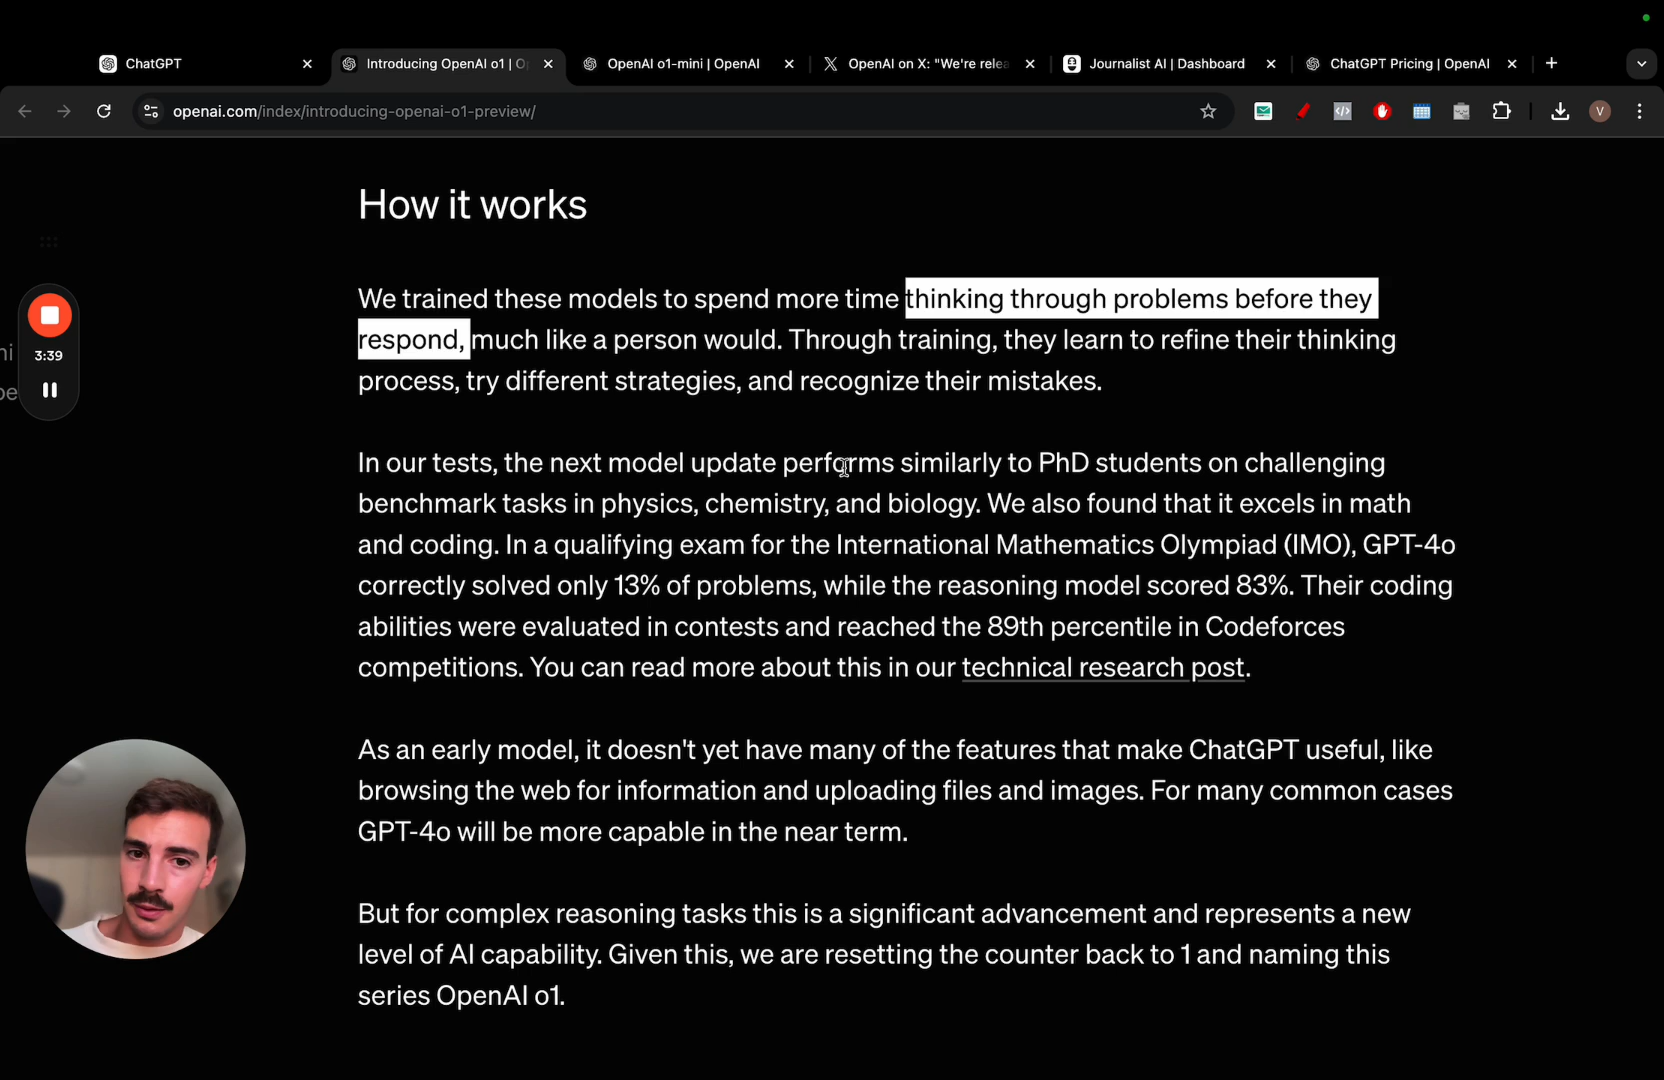 ChatGPT
Introducing OpenAI o1 | O
OpenAI o1-mini | OpenAI
OpenAI on X: "We're relea
Journalist AI | Dashboard
ChatGPT Pricing | OpenAI
openai.com/index/introducing-openai-o1-preview/
V
How it works
We trained these models to spend more time thinking through problems before they
respond, much like a person would. Through training, they learn to refine their thinking
process, try different strategies, and recognize their mistakes.
ni
3:39
pe
In our tests, the next model update performs similarly to PhD students on challenging
benchmark tasks in physics, chemistry, and biology. We also found that it excels in math
and coding. In a qualifying exam for the International Mathematics Olympiad (IMO), GPT-4o
correctly solved only 13% of problems, while the reasoning model scored 83%. Their coding
abilities were evaluated in contests and reached the 89th percentile in Codeforces
competitions. You can read more about this in our technical research post.
As an early model, it doesn't yet have many of the features that make ChatGPT useful, like
browsing the web for information and uploading files and images. For many common cases
GPT-4o will be more capable in the near term.
But for complex reasoning tasks this is a significant advancement and represents a new
level of AI capability. Given this, we are resetting the counter back to 1 and naming this
series OpenAI o1.